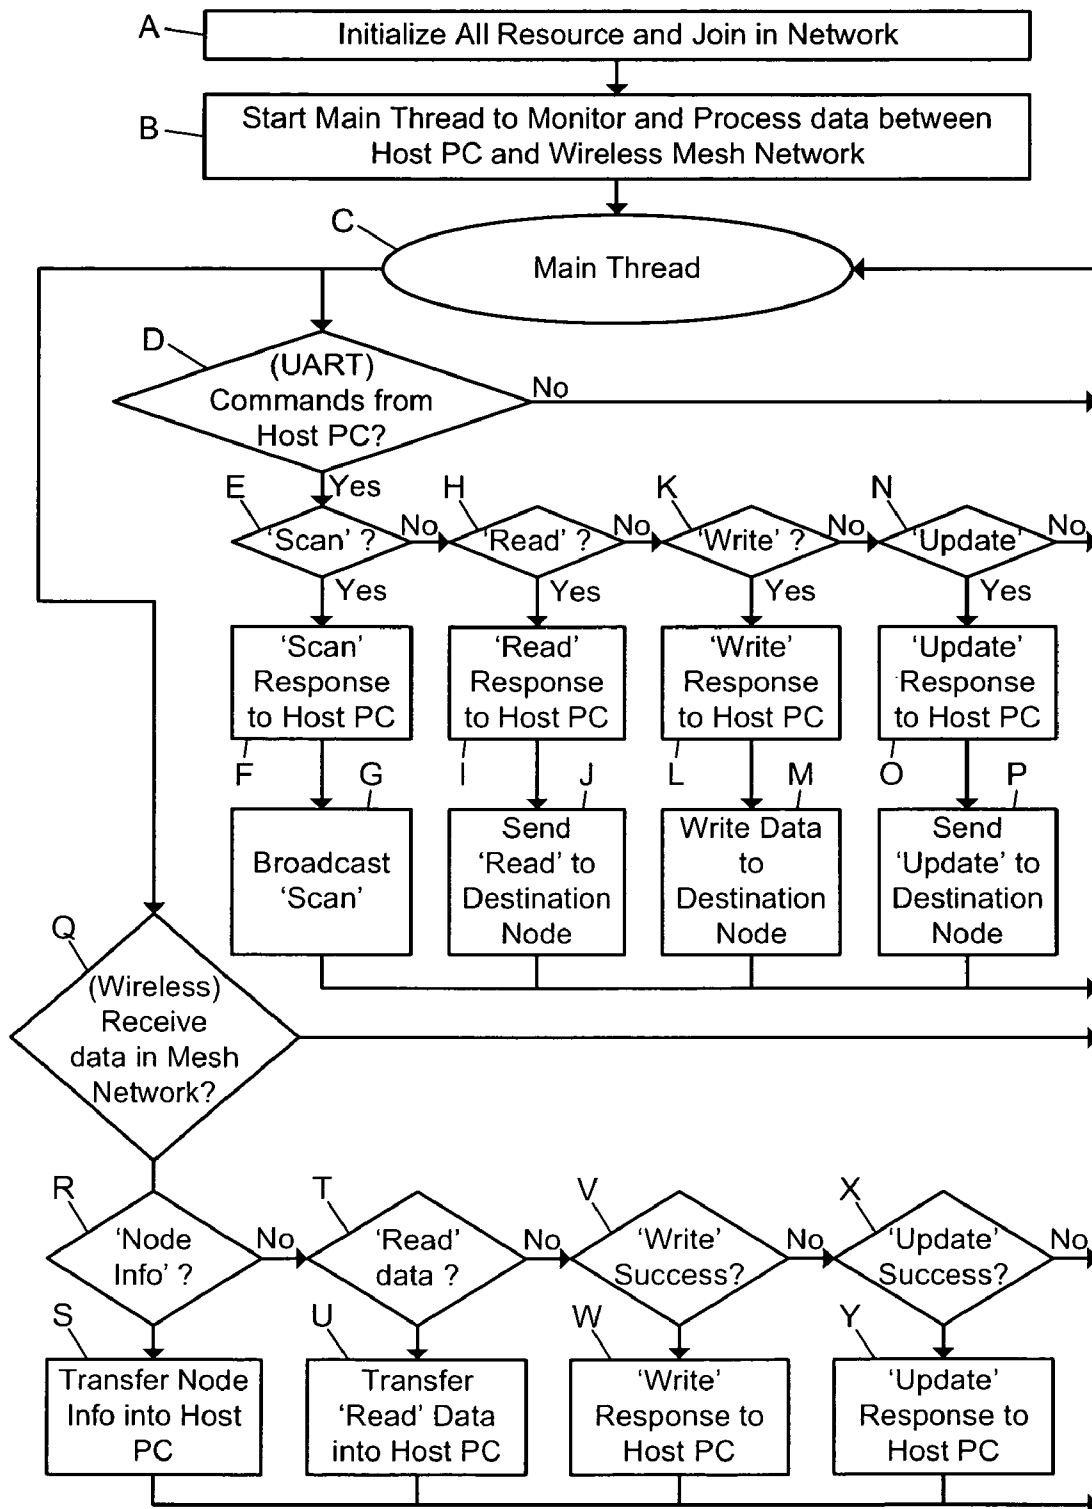 A
Initialize All Resource and Join in Network
B
Start Main Thread to Monitor and Process data between
Host PC and Wireless Mesh Network
C
Main Thread
D
(UART)
Commands from
Host PC?
No
Yes
E
‘Scan’ ?
No
H
‘Read’ ?
No
K
‘Write’ ?
No
N
‘Update’
No
Yes
Yes
Yes
Yes
‘Scan’
Response
to Host PC
‘Read’
Response
to Host PC
‘Write’
Response
to Host PC
‘Update’
Response
to Host PC
F
G
I
J
L
M
O
P
Broadcast
‘Scan’
Send
‘Read’ to
Destination
Node
Write Data
to
Destination
Node
Send
‘Update’ to
Destination
Node
Q
(Wireless)
Receive
data in Mesh
Network?
R
‘Node
Info’ ?
No
T
‘Read’
data ?
No
V
‘Write’
Success?
No
X
‘Update’
Success?
No
S
Transfer Node
Info into Host
PC
U
Transfer
‘Read’ Data
into Host PC
W
‘Write’
Response to
Host PC
Y
‘Update’
Response to
Host PC